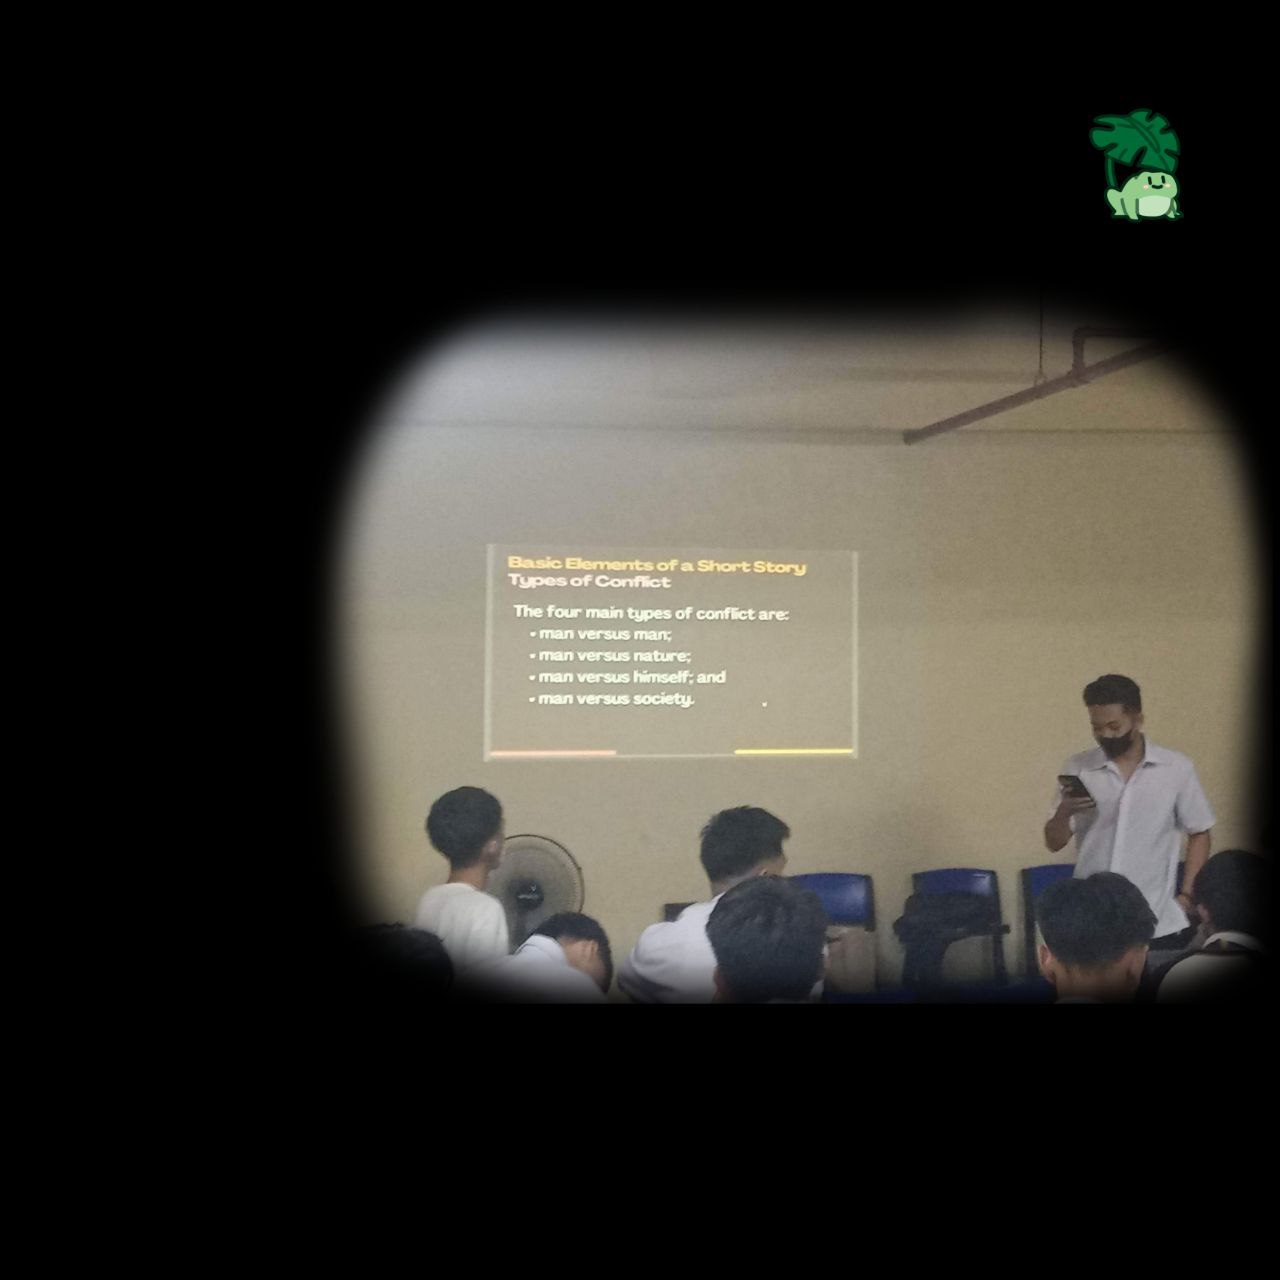 Basic Elements of a Short Story
Types of Conflict
The four main types of conflict are:
• man versus man;
• man versus nature;
• man versus himself; and
• man versus society.